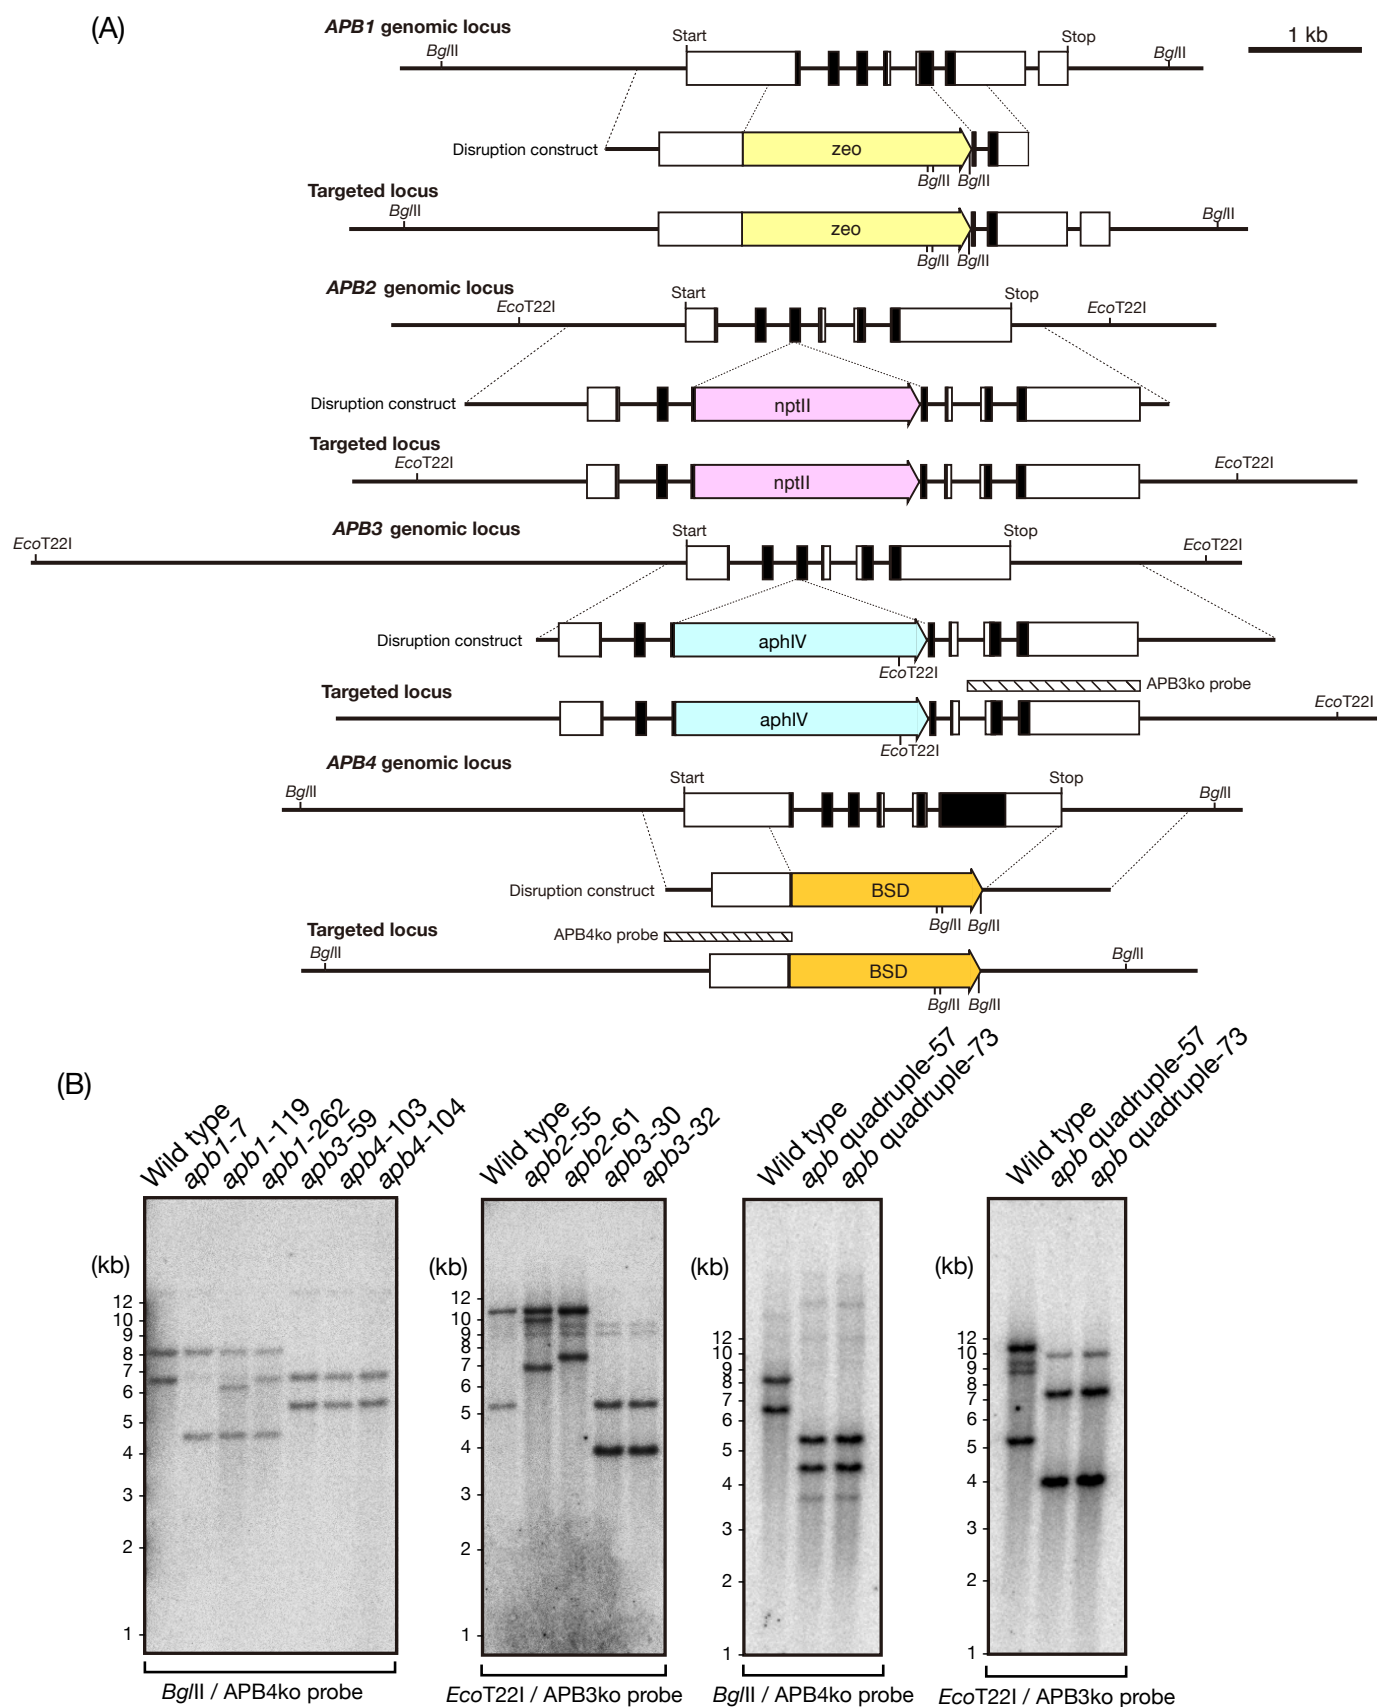 (A)
APB1 genomic locus
Start
Stop
1 kb
BglII
BglII
Disruption construct
zeo
BglII
BglII
Targeted locus
BglII
BglII
zeo
BglII
BglII
APB2 genomic locus
Start
Stop
EcoT22I
EcoT22I
Disruption construct
nptII
Targeted locus
EcoT22I
EcoT22I
nptII
APB3 genomic locus
Start
Stop
EcoT22I
EcoT22I
Disruption construct
aphIV
EcoT22I
APB3ko probe
Targeted locus
EcoT22I
aphIV
EcoT22I
APB4 genomic locus
Start
Stop
BglII
BglII
Disruption construct
BSD
BglII
BglII
Targeted locus
APB4ko probe
BglII
BglII
BSD
BglII
BglII
(B)
Wild type
apb1-7
apb1-119
apb1-262
apb3-59
apb4-103
apb4-104
(kb)
12
10
9
8
7
6
5
4
3
2
1
BglII / APB4ko probe
Wild type
apb2-55
apb2-61
apb3-30
apb3-32
(kb)
12
10
9
8
7
6
5
4
3
2
1
EcoT22I / APB3ko probe
Wild type
apb quadruple-57
apb quadruple-73
(kb)
12
10
9
8
7
6
5
4
3
2
1
BglII / APB4ko probe
Wild type
apb quadruple-57
apb quadruple-73
(kb)
12
10
9
8
7
6
5
4
3
2
1
EcoT22I / APB3ko probe